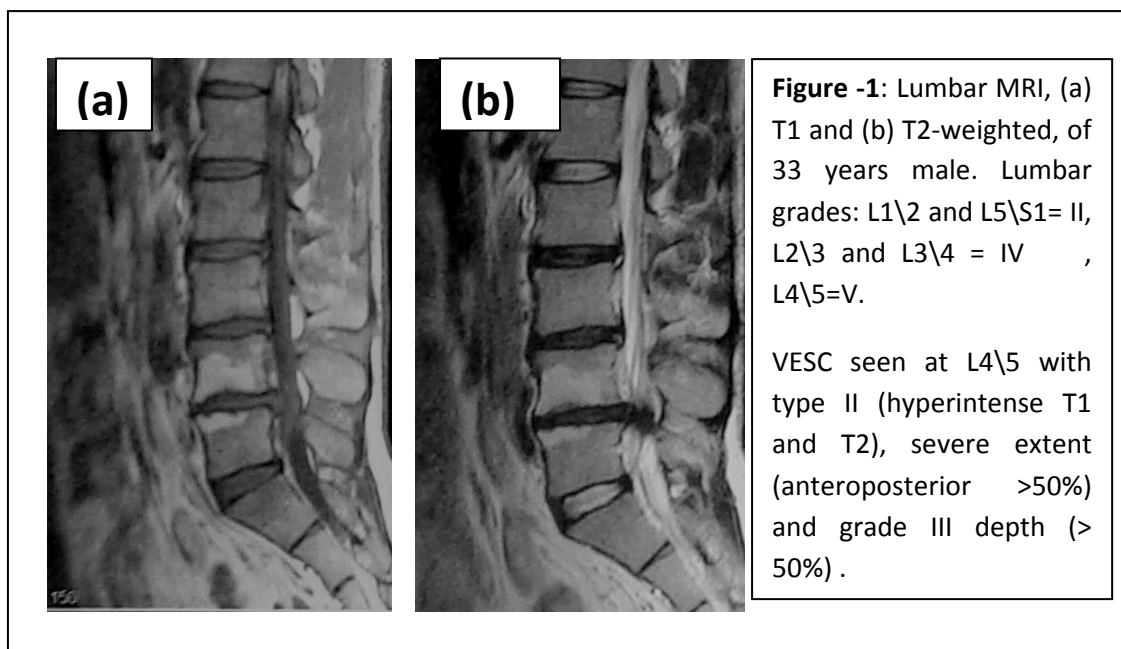 (a)
(b)
Figure -1: Lumbar MRI, (a)
T1 and (b) T2-weighted, of
33 years male. Lumbar
grades: L1\2 and L5\S1= II,
L2\3 and L3\4 = IV ,
L4\5=V.
VESC seen at L4\5 with
type II (hyperintense T1
and T2), severe extent
(anteroposterior >50%)
and grade III depth (>
50%) .